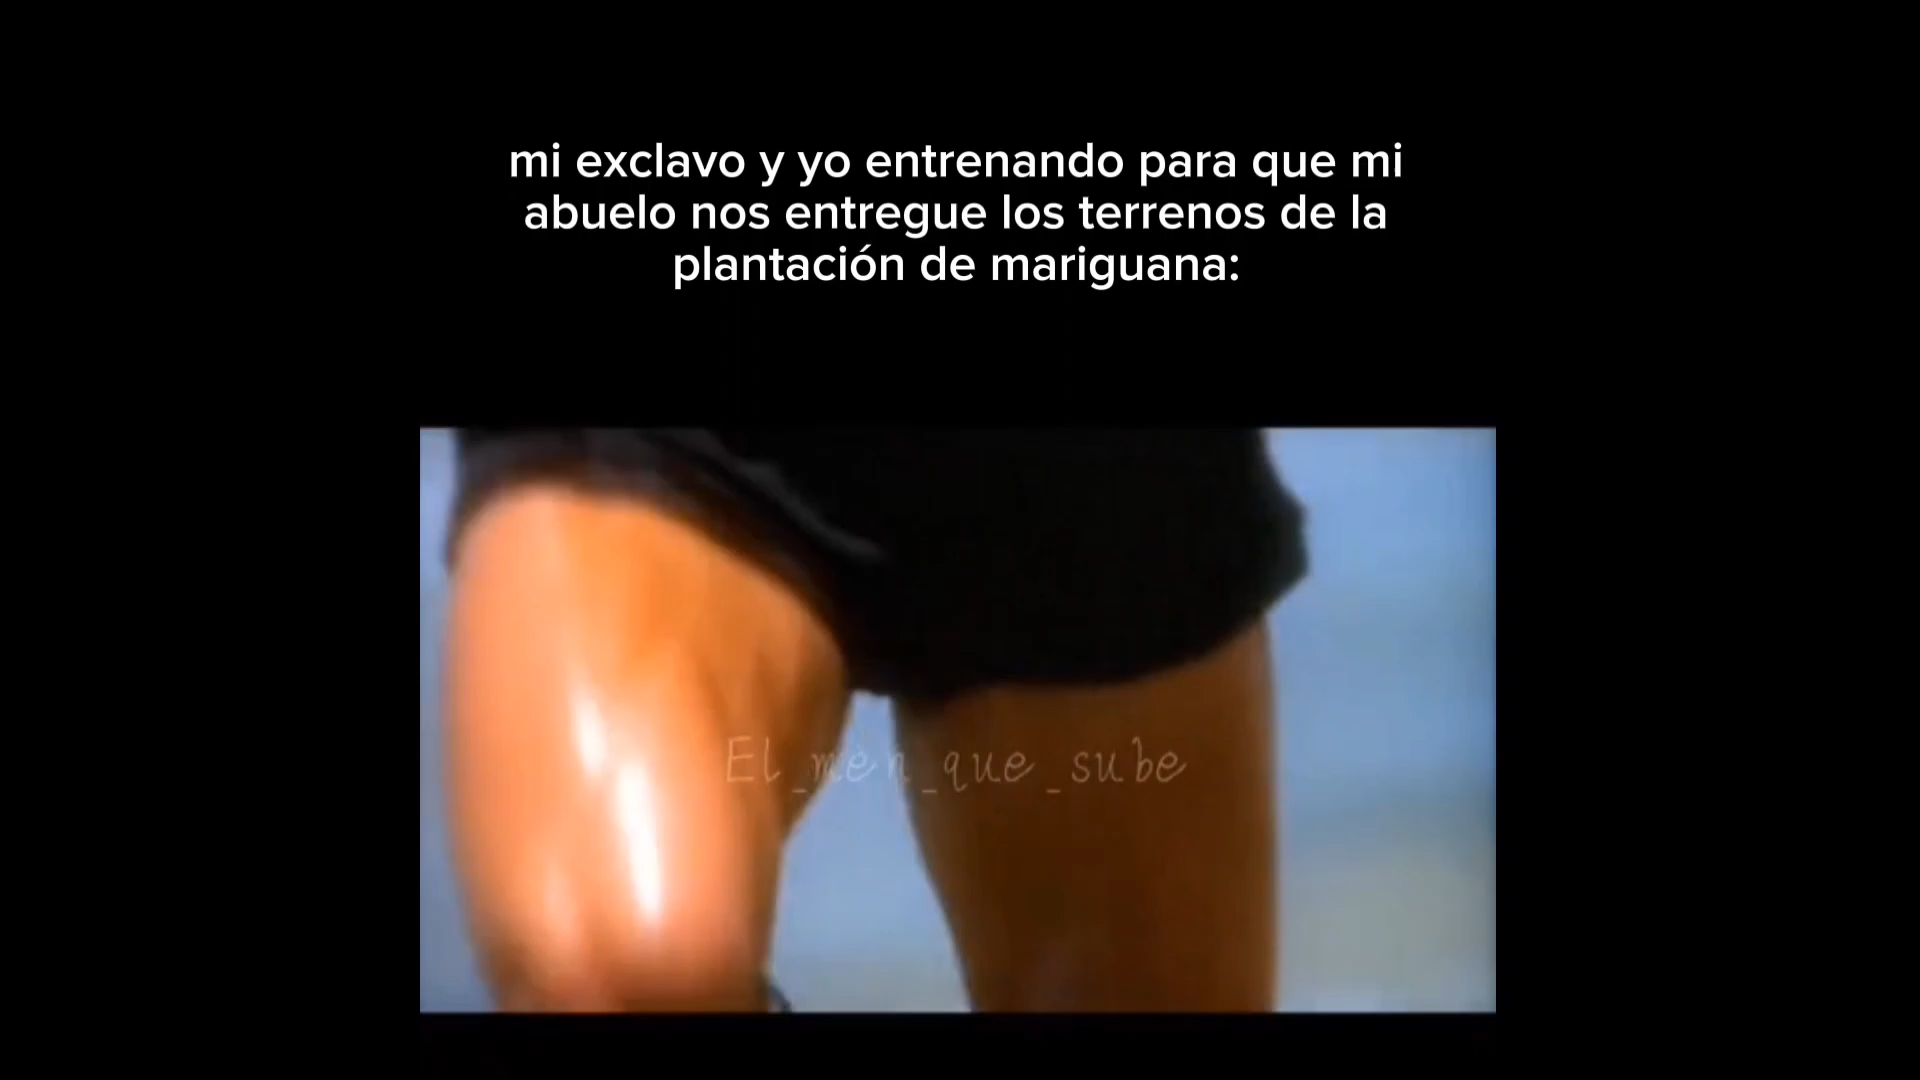 mi exclavo y yo entrenando para que mi
abuelo nos entregue los terrenos de la
plantación de mariguana:
El_men_que_sube